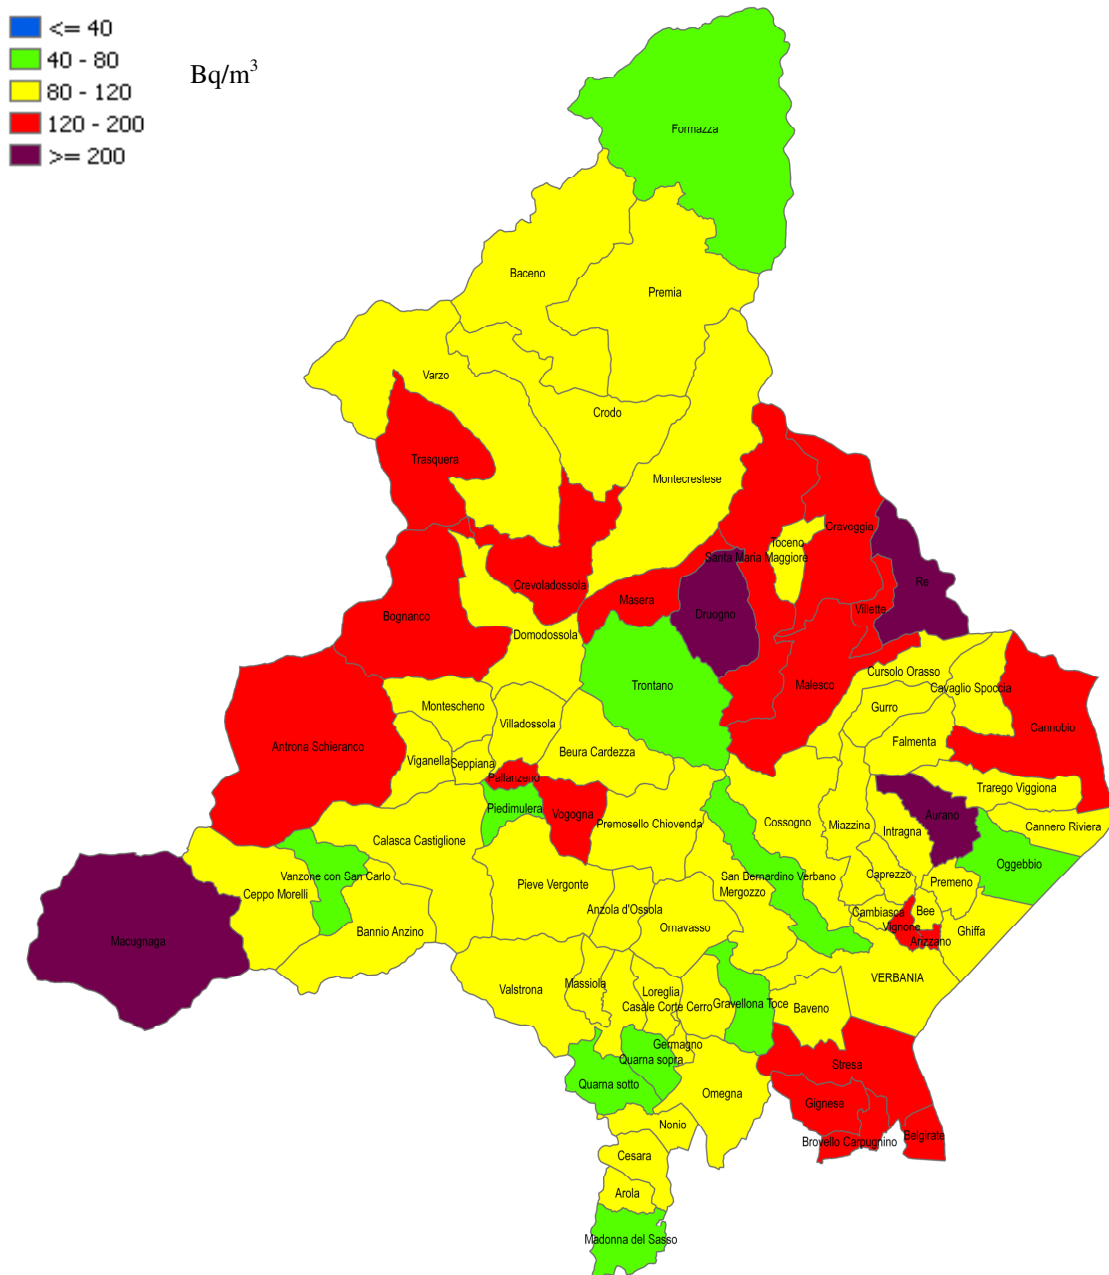 <= 40
40 - 80
80 - 120
120 - 200
>= 200
Bq/m³
Formazza
Baceno
Premia
Varzo
Crodo
Trasquera
Montecrestese
Craveggia
Toceno
Santa Maria Maggiore
Re
Crevoladossola
Masera
Druogno
Villette
Bognanco
Domodossola
Trontano
Malesco
Cursolo Orasso
Cavaglio Spoccia
Gurro
Montescheno
Villadossola
Cannobio
Antrona Schieranco
Falmenta
Beura Cardezza
Viganella
Seppiana
Pallanzeno
Trarego Viggiona
Piedimulera
Vogogna
Aurano
Premosello Chiovenda
Cossogno
Miazzina
Intragna
Cannero Riviera
Calasca Castiglione
Oggebbio
Vanzone con San Carlo
San Bernardino Verbano
Caprezzo
Premeno
Ceppo Morelli
Pieve Vergonte
Mergozzo
Anzola d'Ossola
Cambiasca
Bee
Ornavasso
Vignone
Ghiffa
Bannio Anzino
Macugnaga
Arizzano
VERBANIA
Massiola
Valstrona
Loreglia
Casale Corte Cerro
Gravellona Toce
Baveno
Germagno
Quarna sopra
Stresa
Quarna sotto
Omegna
Gignese
Nonio
Belgirate
Brovello Carpugnino
Cesara
Arola
Madonna del Sasso